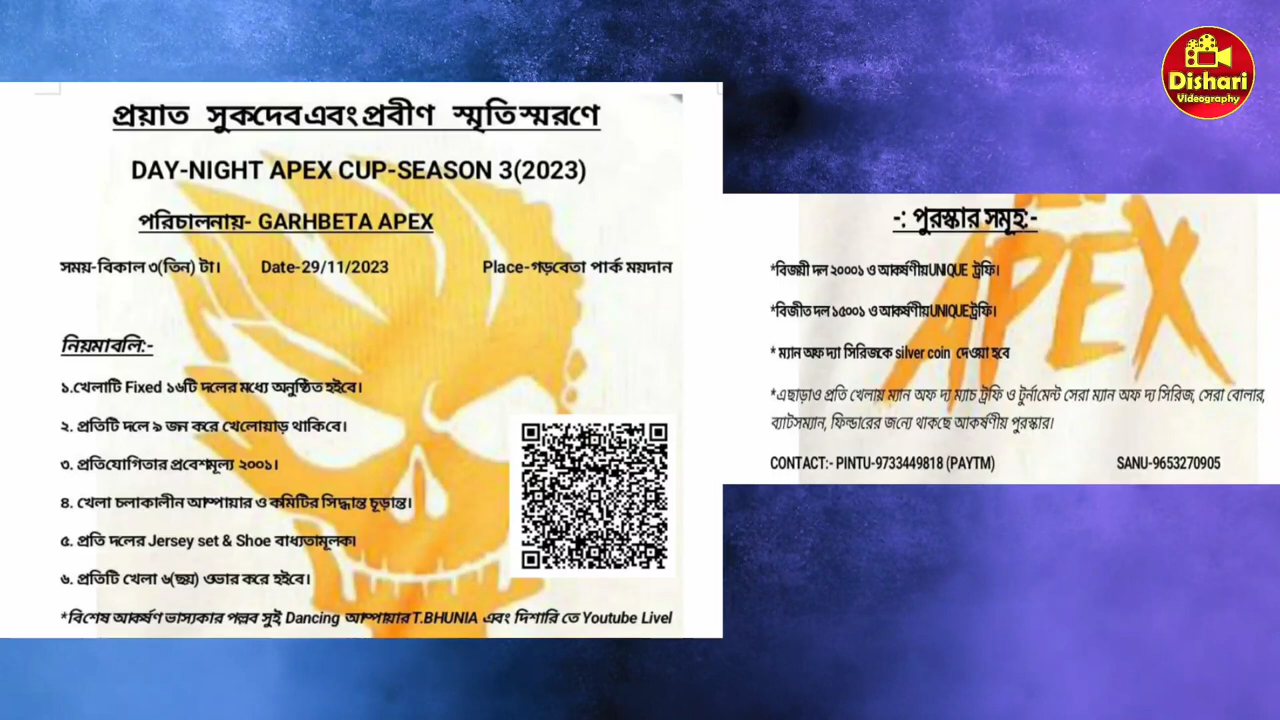 প্রয়াত সুকদেব এবং প্রবীণ স্মৃতি স্মরণে
DAY-NIGHT APEX CUP-SEASON 3(2023)
পরিচালনায়- GARHBETA APEX
সময়-বিকাল ৩(তিন) টা। Date-29/11/2023 Place-গড়বেতা পার্ক ময়দান
নিয়মাবলি:-
১.খেলাটি Fixed ১৬টি দলের মধ্যে অনুষ্ঠিত হইবে।
২. প্রতিটি দলে ৯ জন করে খেলোয়াড় থাকিবে।
৩. প্রতিযোগিতার প্রবেশমূল্য ২০০১।
৪. খেলা চলাকালীন আম্পায়ার ও কমিটির সিদ্ধান্ত চূড়ান্ত।
৫. প্রতি দলের Jersey set & Shoe বাধ্যতামূলক।
৬. প্রতিটি খেলা ৬(ছয়) ওভার করে হইবে।
*বিশেষ আকর্ষণ ভাস্যকার পল্লব সুই Dancing আম্পায়ার T.BHUNIA এবং দিশারি তে Youtube Live!
Dishari
Videography
-: পুরস্কার সমূহ:-
*বিজয়ী দল ২০০০১ ও আকর্ষণীয় UNIQUE ট্রফি।
*বিজীত দল ১৫০০১ ও আকর্ষণীয় UNIQUE ট্রফি।
* ম্যান অফ দ্যা সিরিজকে silver coin দেওয়া হবে
*এছাড়াও প্রতি খেলায় ম্যান অফ দ্য ম্যাচ ট্রফি ও টুর্নামেন্ট সেরা ম্যান অফ দ্য সিরিজ, সেরা বোলার,
ব্যাটসম্যান, ফিল্ডারের জন্যে থাকছে আকর্ষণীয় পুরস্কার।
CONTACT:- PINTU-9733449818 (PAYTM) SANU-9653270905
APEX